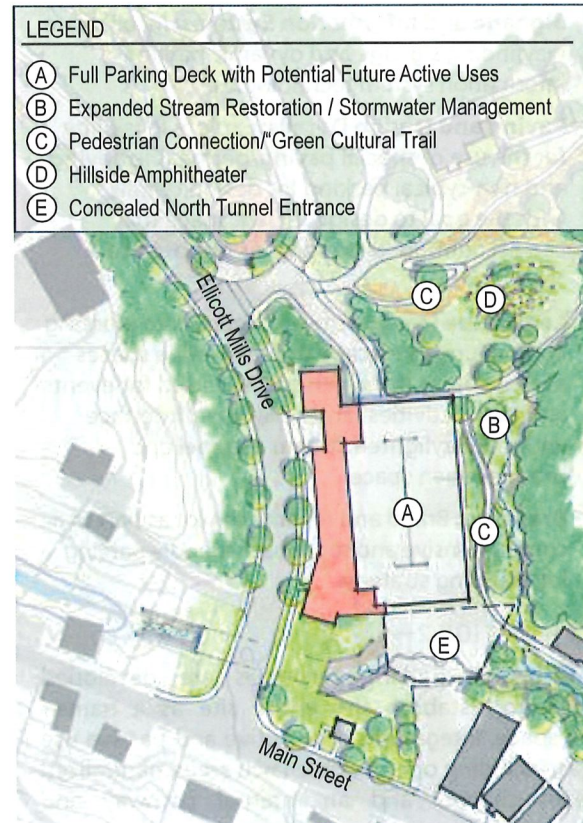 LEGEND
A Full Parking Deck with Potential Future Active Uses
B Expanded Stream Restoration / Stormwater Management
C Pedestrian Connection/"Green Cultural Trail
D Hillside Amphitheater
E Concealed North Tunnel Entrance
Ellicott Mills Drive
C
D
B
A
C
E
Main Street